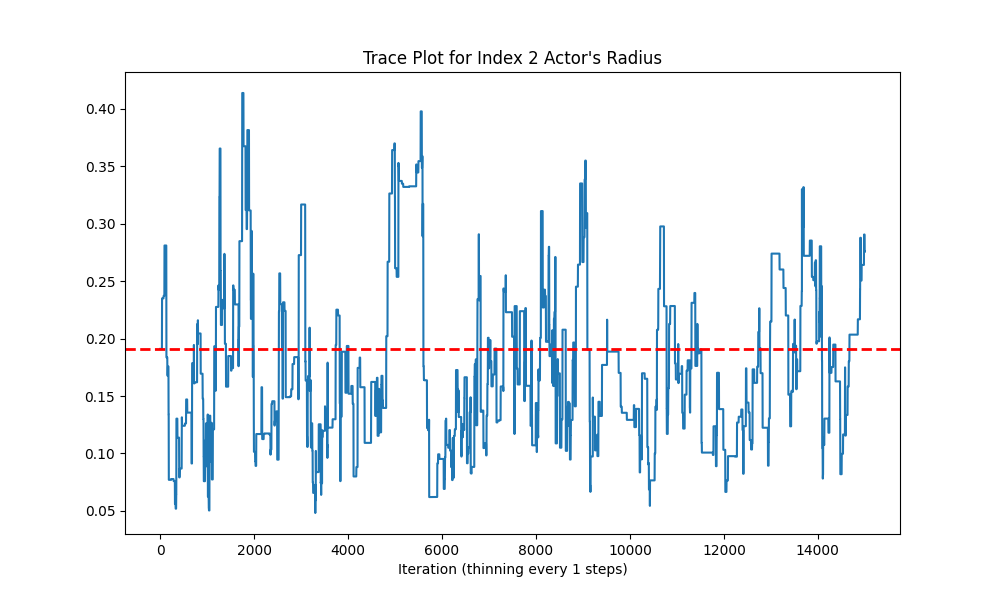 Trace Plot for Index 2 Actor's Radius
0.40
0.35
0.30
0.25
0.20
0.15
0.10
0.05
0 2000 4000 6000 8000 10000 12000 14000
Iteration (thinning every 1 steps)